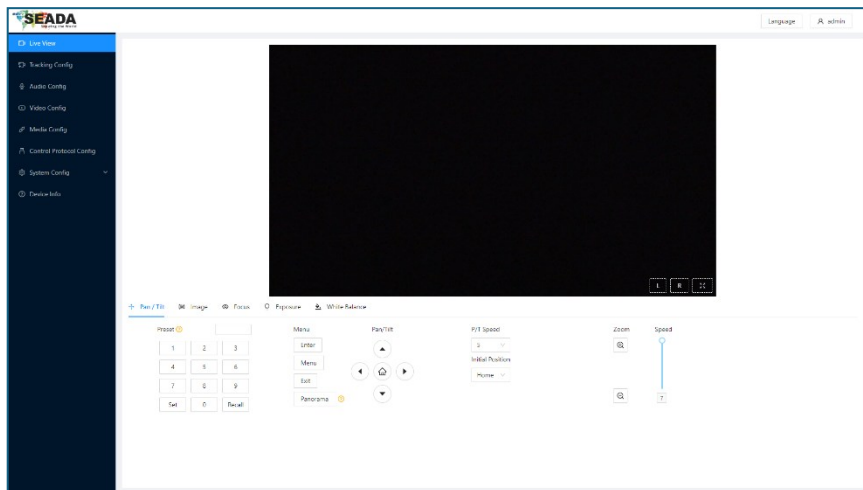 SEADA
Language
admin
Live View
Tracking Config
Audio Config
Video Config
Media Config
Control Protocol Config
System Config
Device Info
L R
Pan/Tilt Image Focus Exposure White Balance
Preset Menu Pan/Tilt P/T Speed Zoom Speed
1 2 3 Enter 5
4 5 6 Menu Initial Position
7 8 9 Exit Home
Set 0 Recall Panorama 7